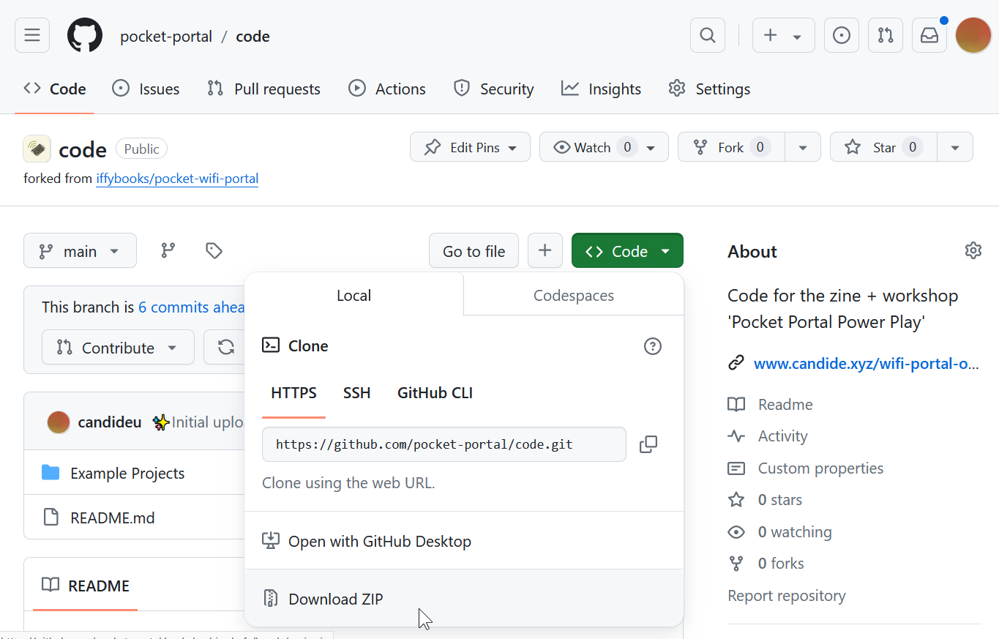 pocket-portal / code
Code Issues Pull requests Actions Security Insights Settings
code Public
Edit Pins Watch 0 Fork 0 Star 0
forked from iffybooks/pocket-wifi-portal
main Go to file Code
Local Codespaces
This branch is 6 commits ahea
Contribute
Clone
HTTPS SSH GitHub CLI
https://github.com/pocket-portal/code.git
Clone using the web URL.
Open with GitHub Desktop
Download ZIP
candideu ✨Initial uplo
Example Projects
README.md
README
About
Code for the zine + workshop
'Pocket Portal Power Play'
www.candide.xyz/wifi-portal-o...
Readme
Activity
Custom properties
0 stars
0 watching
0 forks
Report repository